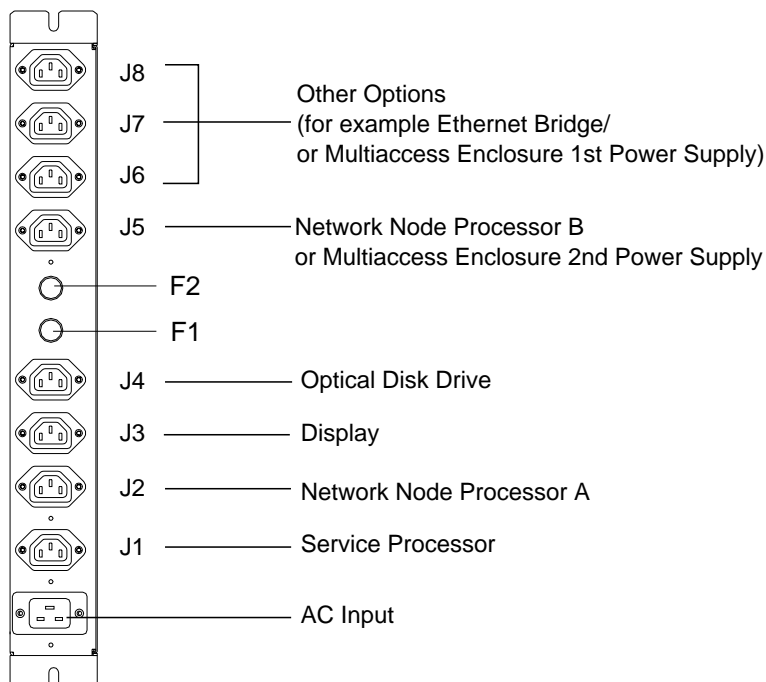 J8
J7
J6
Other Options
(for example Ethernet Bridge/
or Multiaccess Enclosure 1st Power Supply)
J5
Network Node Processor B
or Multiaccess Enclosure 2nd Power Supply
F2
F1
J4
Optical Disk Drive
J3
Display
J2
Network Node Processor A
J1
Service Processor
AC Input